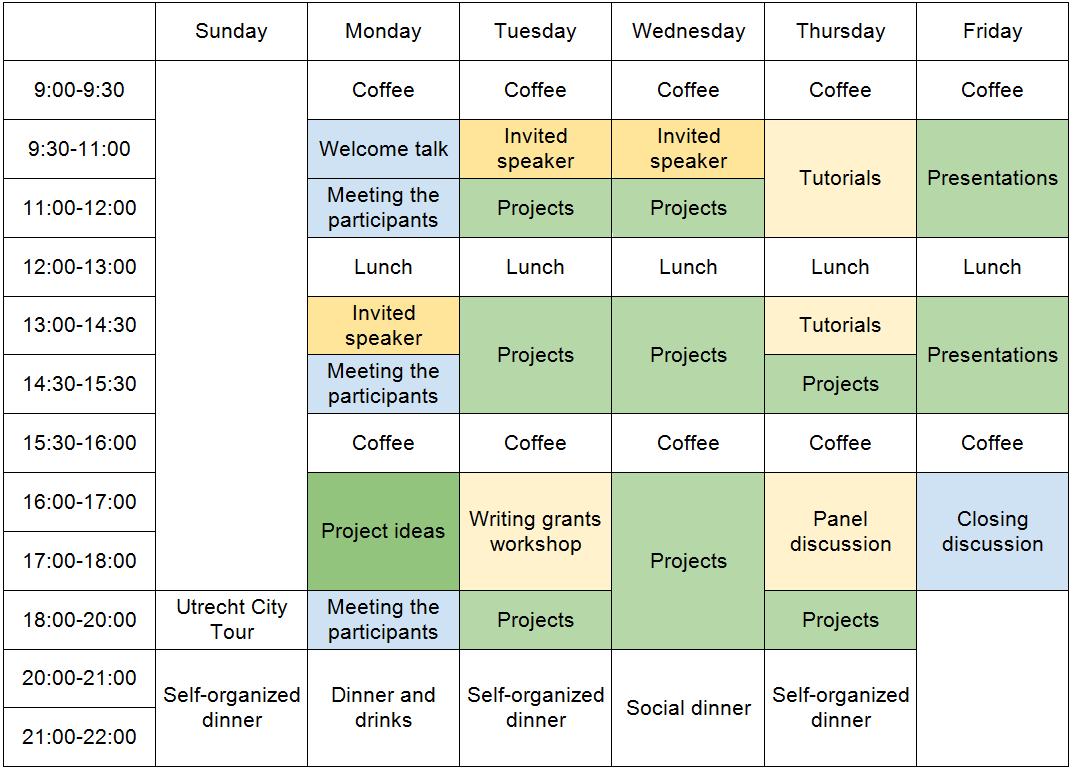 Sunday Monday Tuesday Wednesday Thursday Friday
9:00-9:30 Coffee Coffee Coffee Coffee Coffee
9:30-11:00 Welcome talk Invited speaker Invited speaker Tutorials Presentations
11:00-12:00 Meeting the participants Projects Projects
12:00-13:00 Lunch Lunch Lunch Lunch Lunch
13:00-14:30 Invited speaker Projects Projects Tutorials Presentations
14:30-15:30 Meeting the participants Projects
15:30-16:00 Coffee Coffee Coffee Coffee Coffee
16:00-17:00 Project ideas Writing grants workshop Projects Panel discussion Closing discussion
17:00-18:00
18:00-20:00 Utrecht City Tour Meeting the participants Projects Projects
20:00-21:00 Self-organized dinner Dinner and drinks Self-organized dinner Social dinner Self-organized dinner
21:00-22:00